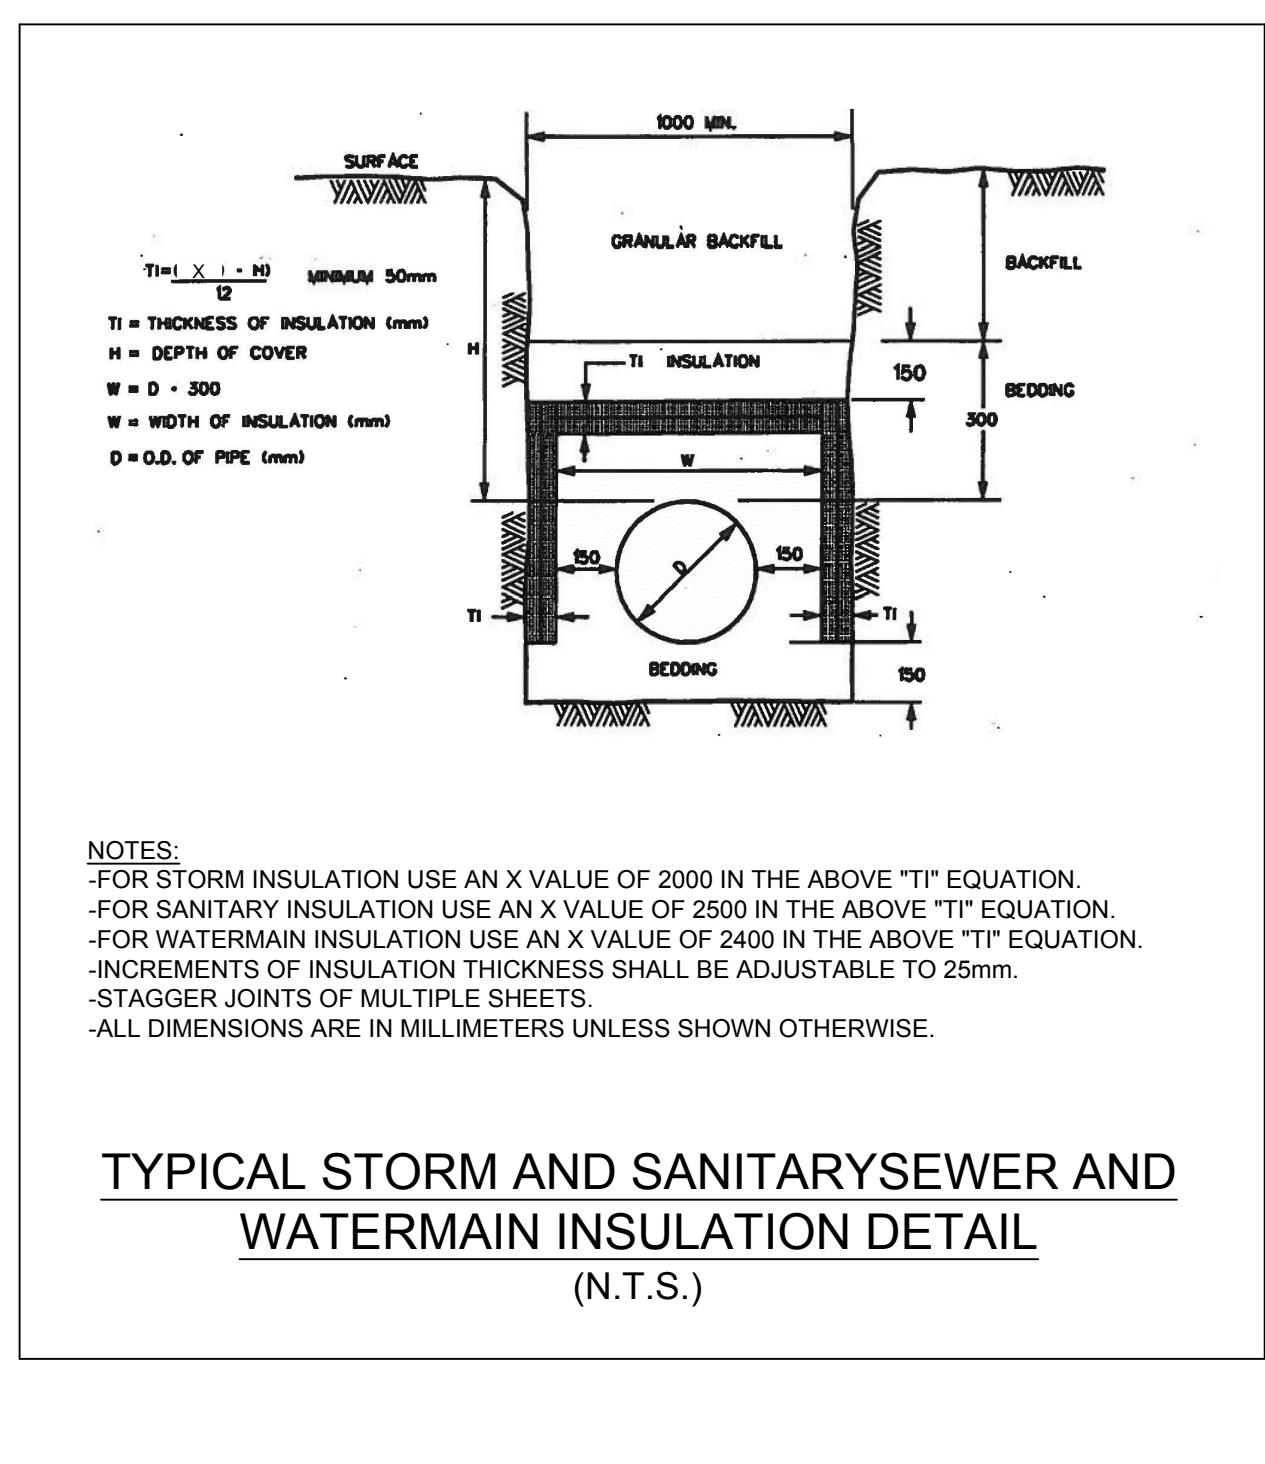 1000 MIN.
SURFACE
GRANULAR BACKFILL
BACKFILL
TI=( X ) - H)
12
MINIMUM 50mm
TI = THICKNESS OF INSULATION (mm)
H = DEPTH OF COVER
W = D + 300
W = WIDTH OF INSULATION (mm)
D = O.D. OF PIPE (mm)
H
TI INSULATION
150
BEDDING
300
W
150
D
150
TI
TI
BEDDING
150
NOTES:
-FOR STORM INSULATION USE AN X VALUE OF 2000 IN THE ABOVE "TI" EQUATION.
-FOR SANITARY INSULATION USE AN X VALUE OF 2500 IN THE ABOVE "TI" EQUATION.
-FOR WATERMAIN INSULATION USE AN X VALUE OF 2400 IN THE ABOVE "TI" EQUATION.
-INCREMENTS OF INSULATION THICKNESS SHALL BE ADJUSTABLE TO 25mm.
-STAGGER JOINTS OF MULTIPLE SHEETS.
-ALL DIMENSIONS ARE IN MILLIMETERS UNLESS SHOWN OTHERWISE.
TYPICAL STORM AND SANITARYSEWER AND
WATERMAIN INSULATION DETAIL
(N.T.S.)